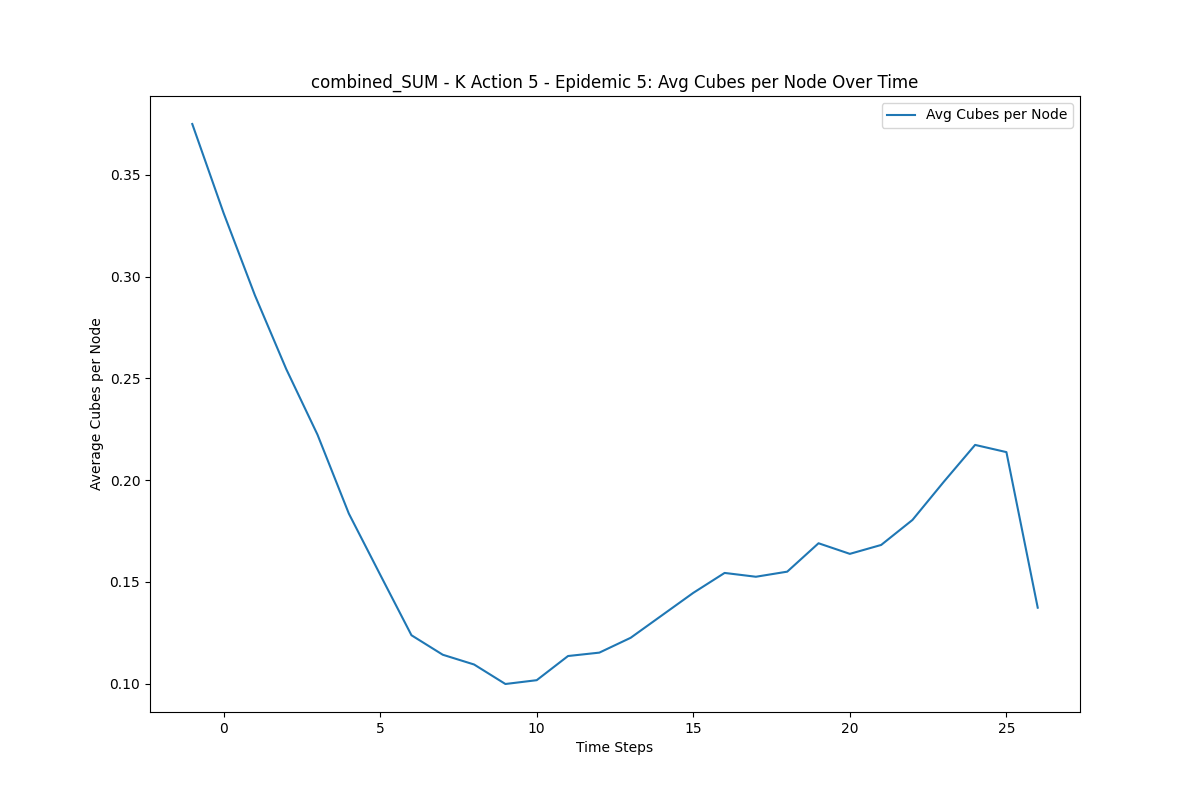 combined_SUM - K Action 5 - Epidemic 5: Avg Cubes per Node Over Time
Avg Cubes per Node
Average Cubes per Node
0.35
0.30
0.25
0.20
0.15
0.10
0 5 10 15 20 25
Time Steps